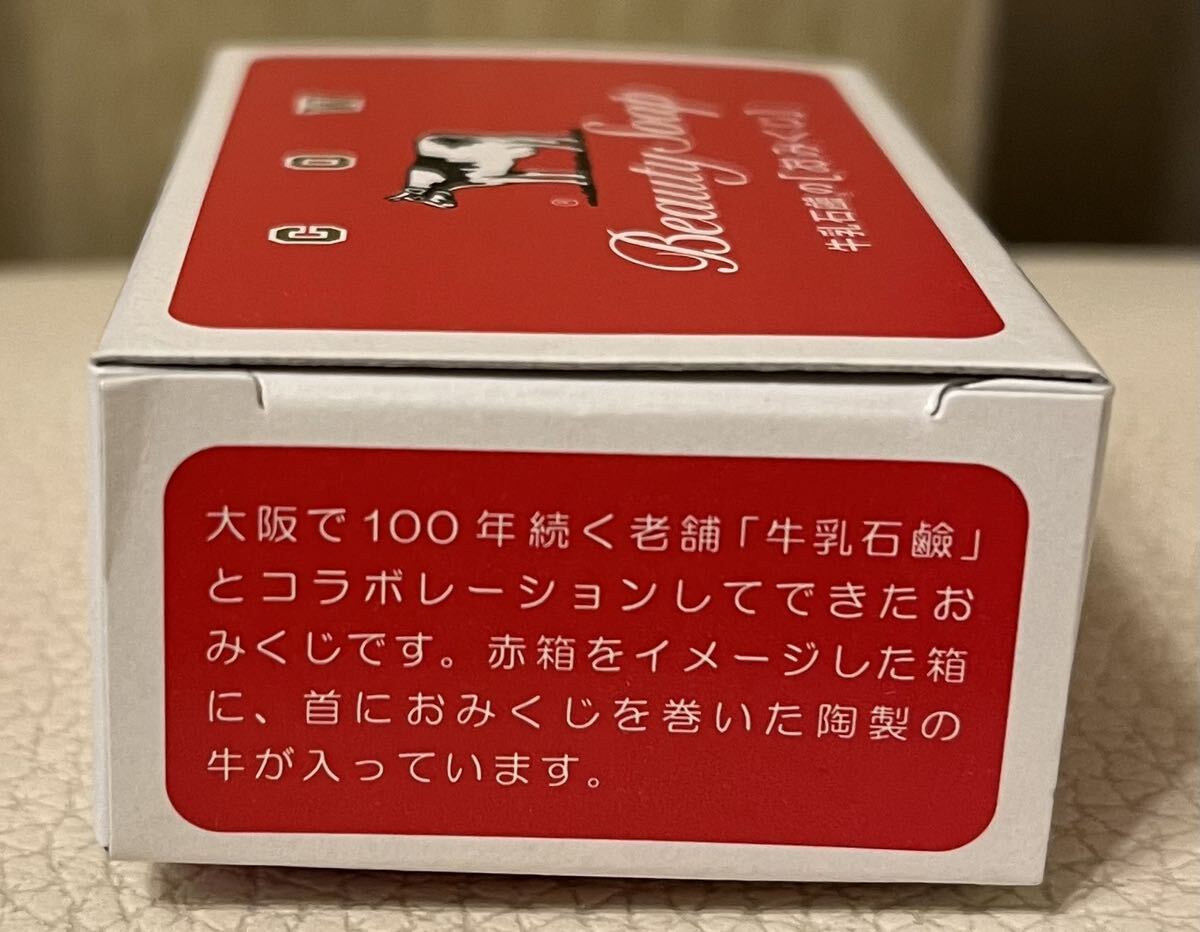 COW
Beauty Soap
®
牛乳石鹼の[おみくじ]
大阪で100年続く老舗「牛乳石鹼」
とコラボレーションしてできたお
みくじです。赤箱をイメージした箱
に、首におみくじを巻いた陶製の
牛が入っています。